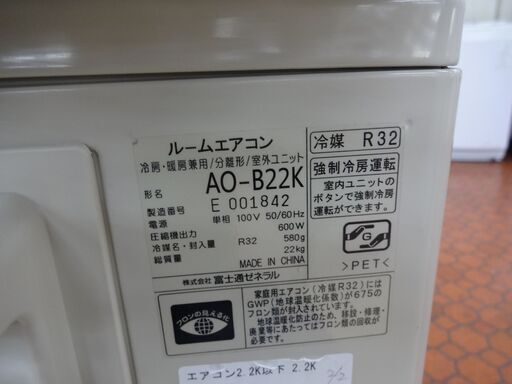 ルームエアコン
冷房・暖房兼用/分離形/室外ユニット
形名 AO-B22K
製造番号 E 001842
電源 単相 100V 50/60Hz
圧縮機出力 600W
冷媒名・封入量 R32 580g
総質量 22kg
MADE IN CHINA
株式会社 富士通ゼネラル
冷媒 R32
強制冷房運転
室内ユニットの
ボタンで強制冷房
運転ができます。
G
>PET<
フロンの見える化
家庭用エアコン(冷媒R32)には
GWP(地球温暖化係数)が675の
フロン類が封入されています。
地球温暖化防止のため、移設・修理・
廃棄等にあたってはフロン類の回収が
必要です。
エアコン2.2K以下 2.2K
2/2